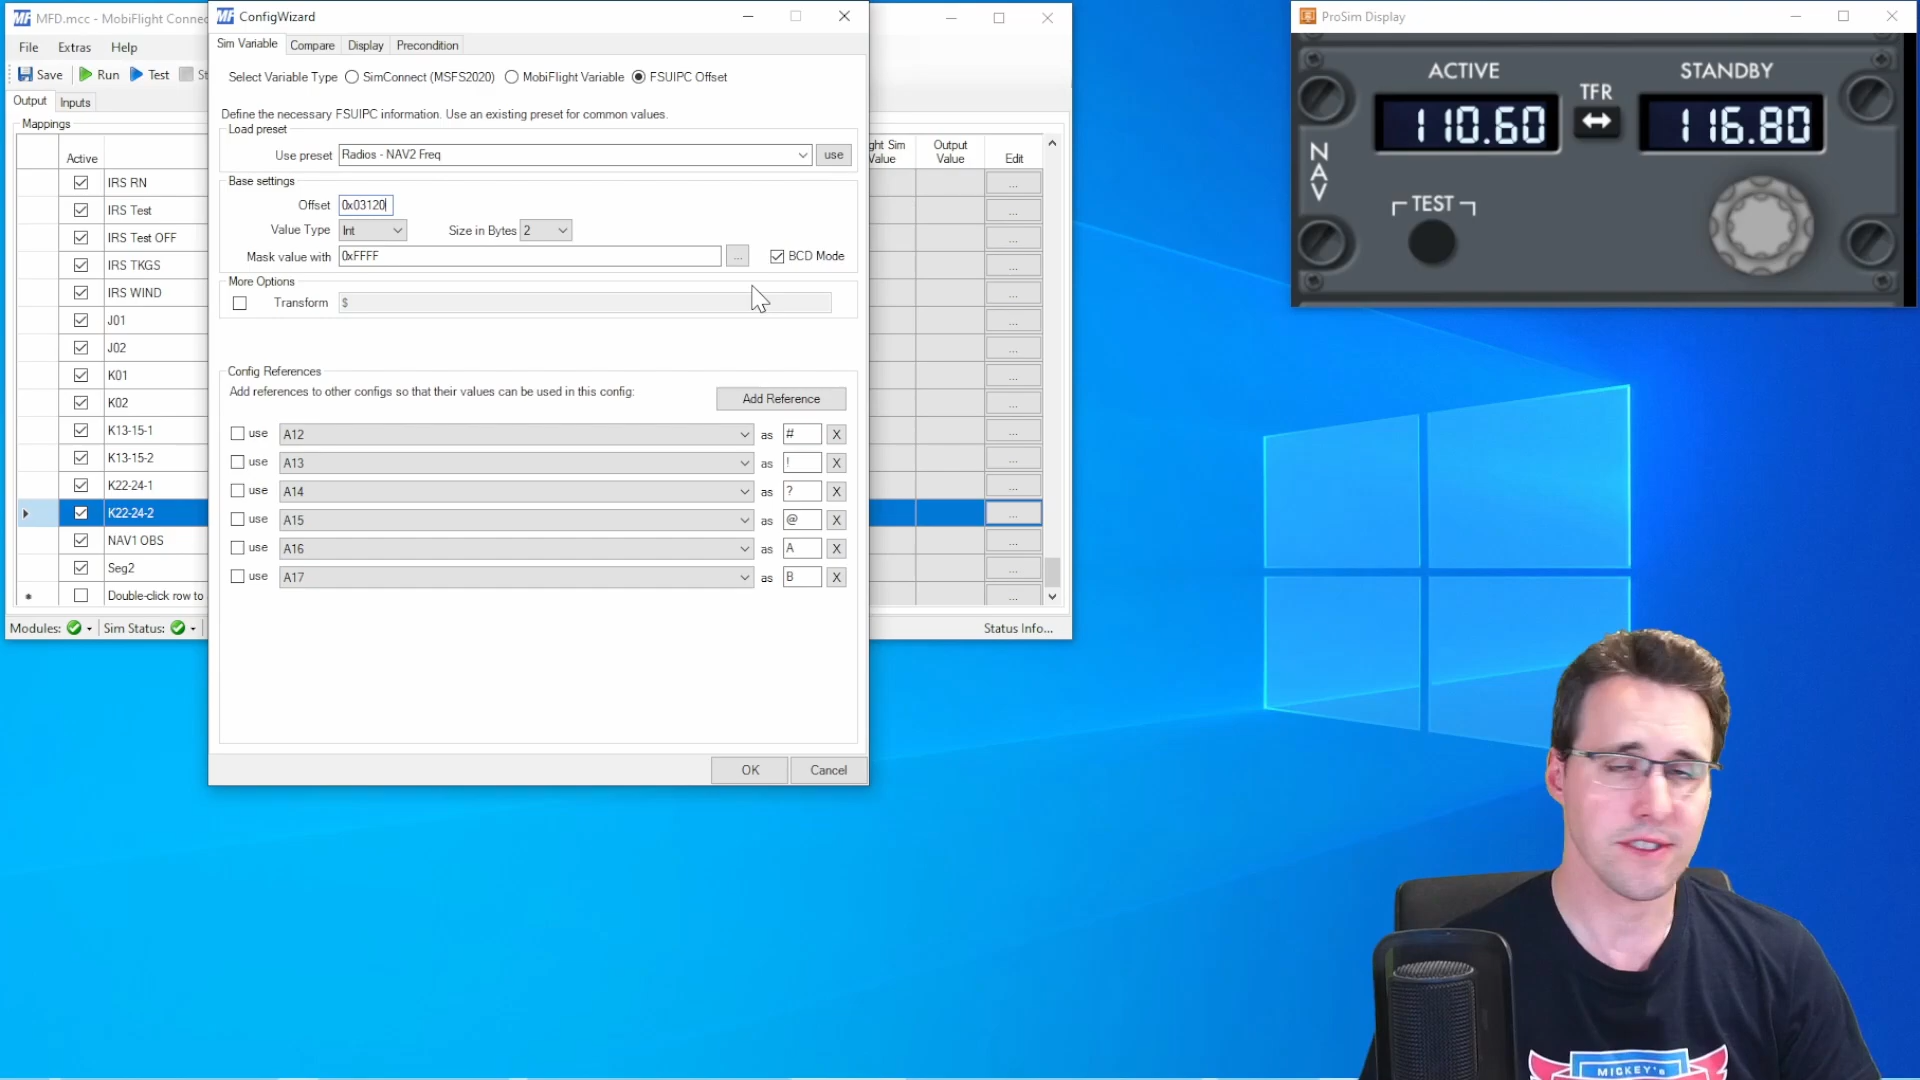 MFD.mcc - MobiFlight Connec
File Extras Help
Save Run Test St
Output Inputs
Mappings
Active
ght Sim
Value
Output
Value
Edit
IRS RN
...
IRS Test
...
IRS Test OFF
...
IRS TKGS
...
IRS WIND
...
J01
...
J02
...
K01
...
K02
...
K13-15-1
...
K13-15-2
...
K22-24-1
...
K22-24-2
...
NAV1 OBS
...
Seg2
...
Double-click row to
...
Modules: Sim Status:
Status Info...
ConfigWizard
Sim Variable Compare Display Precondition
Select Variable Type SimConnect (MSFS2020) MobiFlight Variable FSUIPC Offset
Define the necessary FSUIPC information. Use an existing preset for common values.
Load preset
Use preset Radios - NAV2 Freq use
Base settings
Offset 0x03120
Value Type Int Size in Bytes 2
Mask value with 0xFFFF ... BCD Mode
More Options
Transform $
Config References
Add references to other configs so that their values can be used in this config:
Add Reference
use A12 as # X
use A13 as ! X
use A14 as ? X
use A15 as @ X
use A16 as A X
use A17 as B X
OK Cancel
ProSim Display
ACTIVE STANDBY
TFR
110.60 116.80
NAV
TEST
MICKEY's